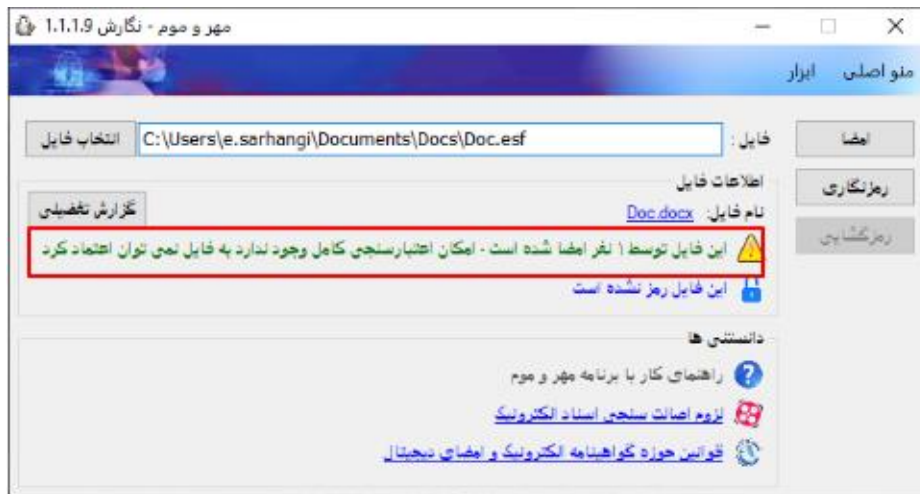 مهر و موم - نگارش 1.1.1.9
منو اصلی ابزار
امضا
رمزنگاری
رمزگشایی
فایل: C:\Users\e.sarhangi\Documents\Docs\Doc.esf انتخاب فایل
اطلاعات فایل
نام فایل: Doc.docx گزارش تفضیلی
این فایل توسط ۱ نفر امضا شده است - امکان اعتبارسنجی کامل وجود ندارد به فایل نمی توان اعتماد کرد
این فایل رمز نشده است
دانستنی ها
راهنمای کار با برنامه مهر و موم
لزوم اصالت سنجی اسناد الکترونیک
قوانین حوزه گواهینامه الکترونیک و امضای دیجیتال